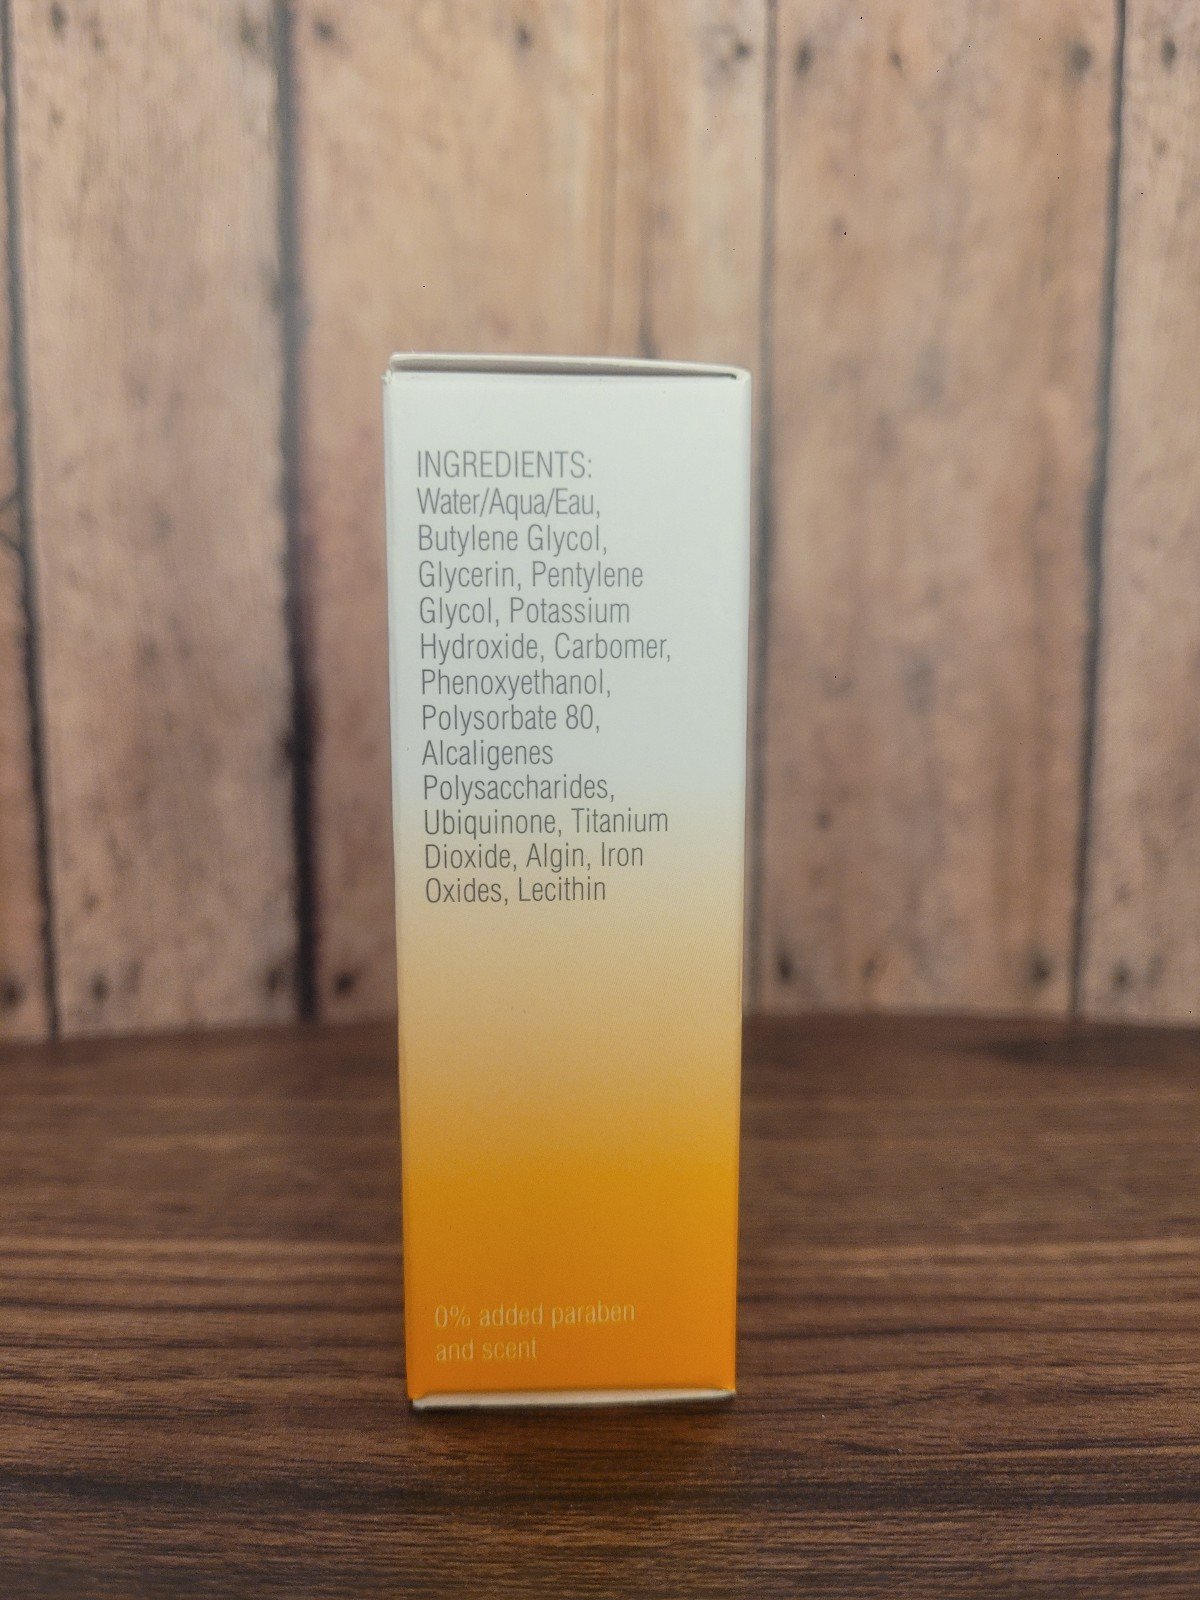 INGREDIENTS:
Water/Aqua/Eau,
Butylene Glycol,
Glycerin, Pentylene
Glycol, Potassium
Hydroxide, Carbomer,
Phenoxyethanol,
Polysorbate 80,
Alcaligenes
Polysaccharides,
Ubiquinone, Titanium
Dioxide, Algin, Iron
Oxides, Lecithin
0% added paraben
and scent